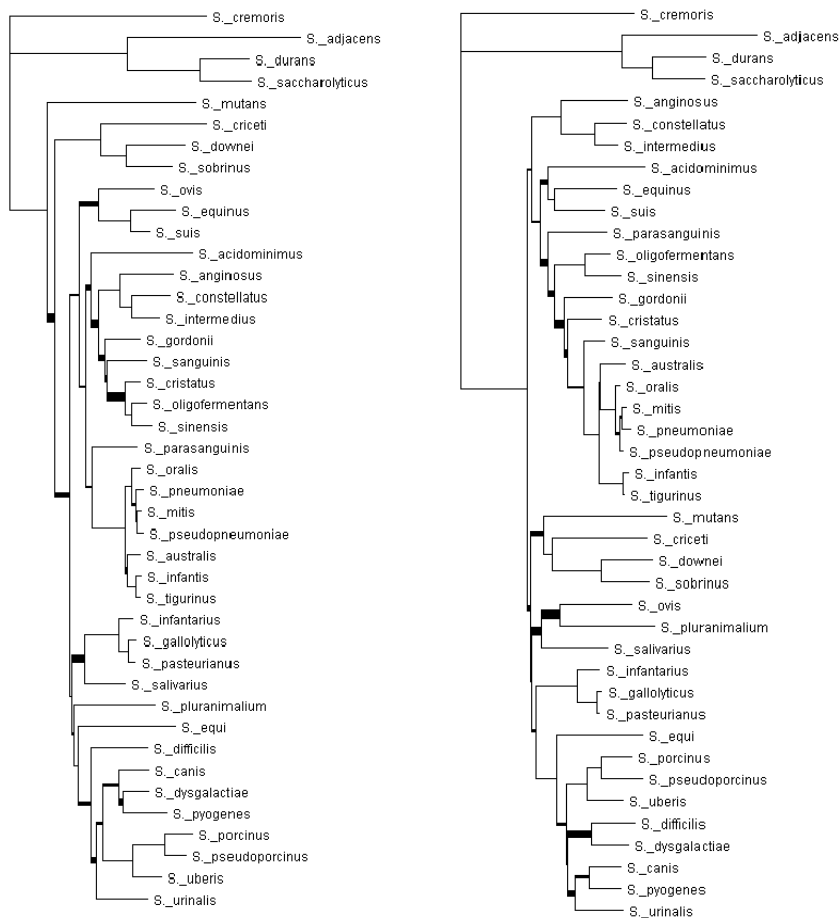 S._cremoris
S._adjacens
S._durans
S._saccharolyticus
S._mutans
S._criceti
S._downei
S._sobrinus
S._ovis
S._equinus
S._suis
S._acidominimus
S._anginosus
S._constellatus
S._intermedius
S._gordonii
S._sanguinis
S._cristatus
S._oligofermentans
S._sinensis
S._parasanguinis
S._oralis
S._pneumoniae
S._mitis
S._pseudopneumoniae
S._australis
S._infantis
S._tigurinus
S._infantarius
S._gallolyticus
S._pasteurianus
S._salivarius
S._pluranimalium
S._equi
S._difficilis
S._canis
S._dysgalactiae
S._pyogenes
S._porcinus
S._pseudoporcinus
S._uberis
S._urinalis
S._cremoris
S._adjacens
S._durans
S._saccharolyticus
S._anginosus
S._constellatus
S._intermedius
S._acidominimus
S._equinus
S._suis
S._parasanguinis
S._oligofermentans
S._sinensis
S._gordonii
S._cristatus
S._sanguinis
S._australis
S._oralis
S._mitis
S._pneumoniae
S._pseudopneumoniae
S._infantis
S._tigurinus
S._mutans
S._criceti
S._downei
S._sobrinus
S._ovis
S._pluranimalium
S._salivarius
S._infantarius
S._gallolyticus
S._pasteurianus
S._equi
S._porcinus
S._pseudoporcinus
S._uberis
S._difficilis
S._dysgalactiae
S._canis
S._pyogenes
S._urinalis